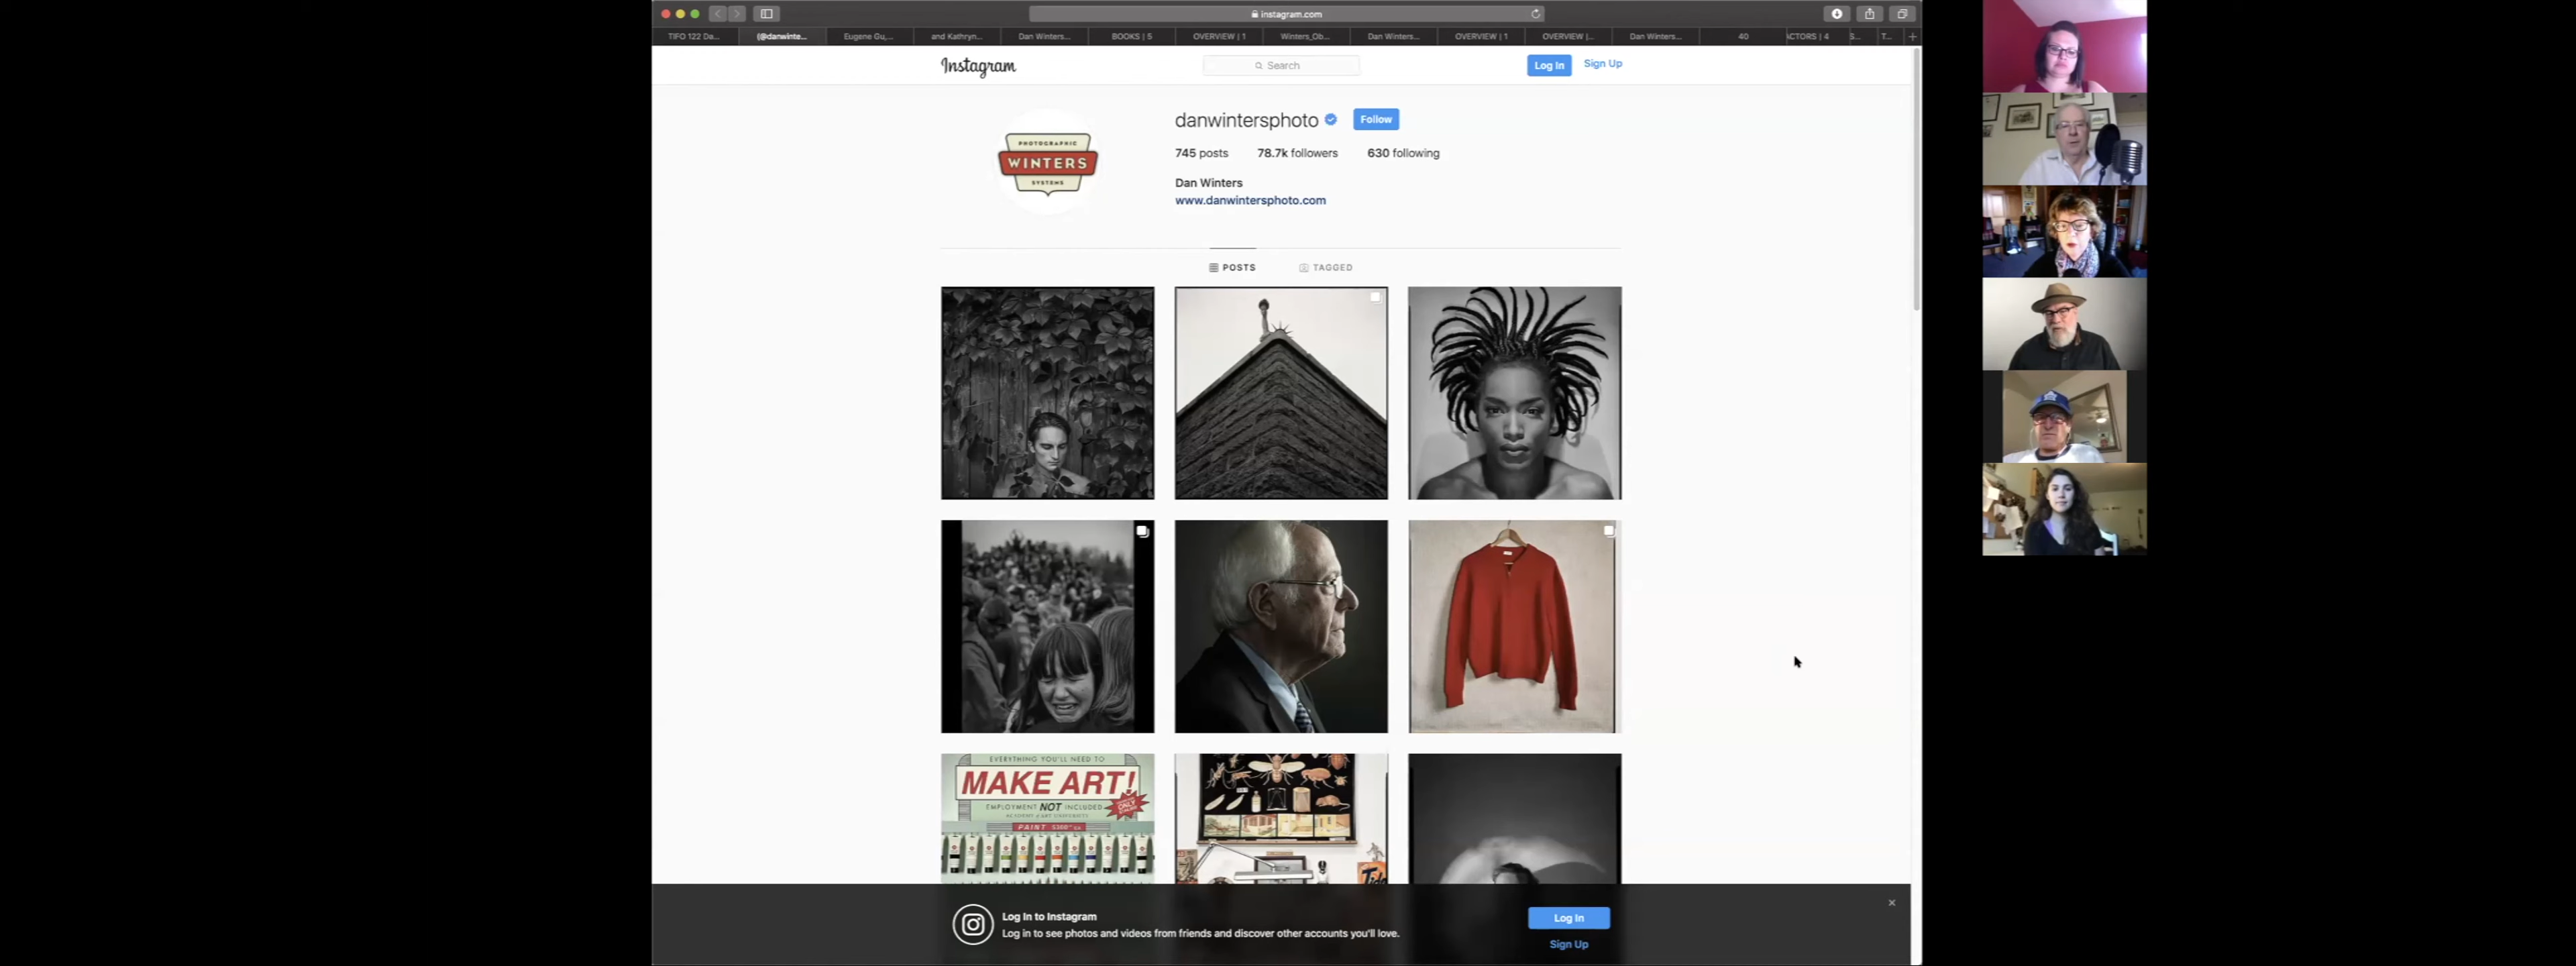 instagram.com
TIFO 122 De...
(@danwinte...
Eugene Gu,...
and Kathryn...
Dan Winters...
BOOKS | 5
OVERVIEW | 1
Winters_Ob...
Dan Winters...
OVERVIEW | 1
OVERVIEW |...
Dan Winters...
40
ACTORS | 4
S...
T...
Instagram
Search
Log In
Sign Up
PHOTOGRAPHIC
WINTERS
SYSTEMS
danwintersphoto
Follow
745 posts
78.7k followers
630 following
Dan Winters
www.danwintersphoto.com
POSTS
TAGGED
EVERYTHING YOU'LL NEED TO
MAKE ART!
EMPLOYMENT NOT INCLUDED
ONLY
PAINT
Log In to Instagram
Log in to see photos and videos from friends and discover other accounts you'll love.
Log In
Sign Up